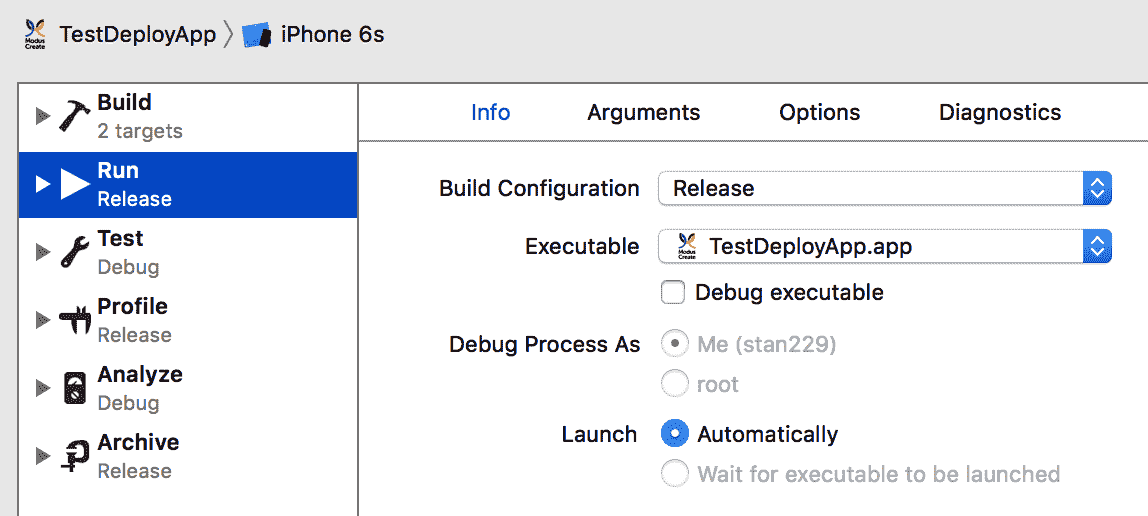 Modus
Create
TestDeployApp
iPhone 6s
Build
2 targets
Run
Release
Test
Debug
Profile
Release
Analyze
Debug
Archive
Release
Info
Arguments
Options
Diagnostics
Build Configuration
Release
Executable
Modus
Create
TestDeployApp.app
Debug executable
Debug Process As
Me (stan229)
root
Launch
Automatically
Wait for executable to be launched